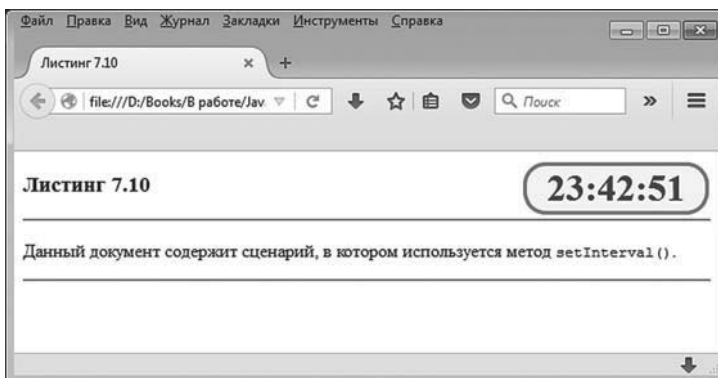 Файл Правка Вид Журнал Закладки Инструменты Справка
Листинг 7.10
file:///D:/Books/В работе/Jav
Поиск
Листинг 7.10
23:42:51
Данный документ содержит сценарий, в котором используется метод setInterval().